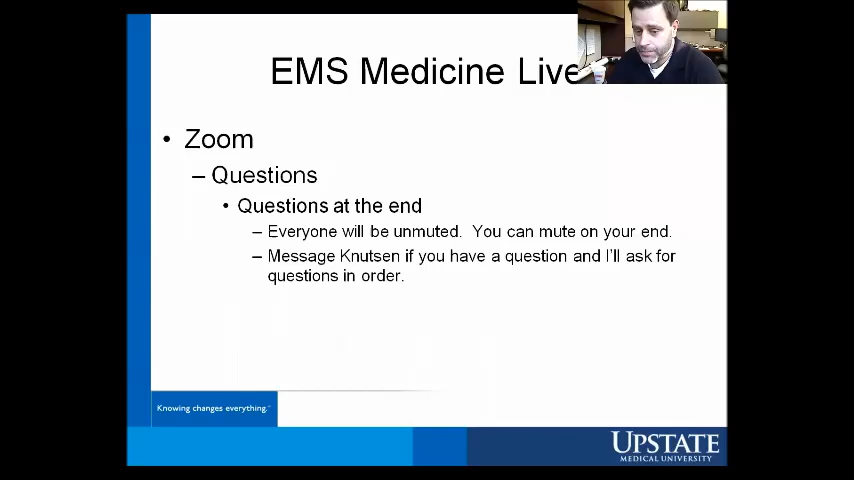 EMS Medicine Live
• Zoom
– Questions
• Questions at the end
– Everyone will be unmuted. You can mute on your end.
– Message Knutsen if you have a question and I'll ask for
questions in order.
Knowing changes everything.™
UPSTATE
MEDICAL UNIVERSITY